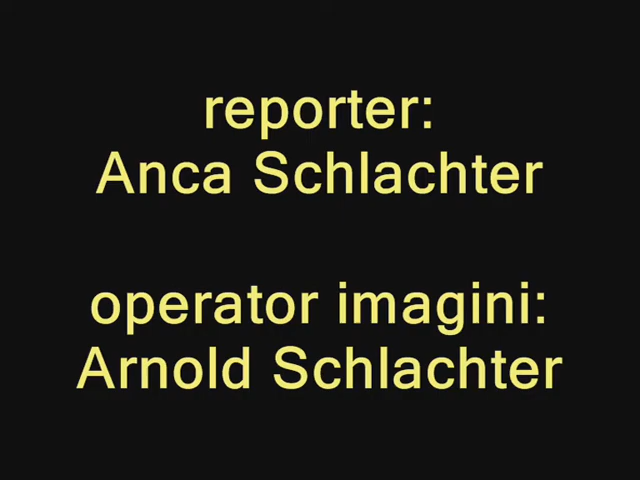 reporter:
Anca Schlachter
operator imagini:
Arnold Schlachter